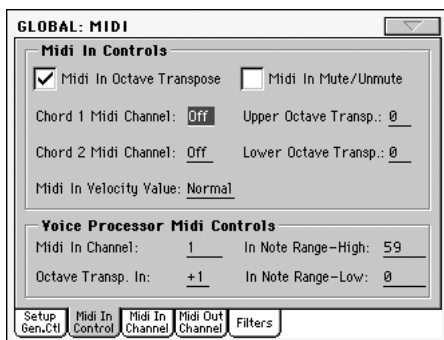 GLOBAL: MIDI
Midi In Controls
Midi In Octave Transpose Midi In Mute/Unmute
Chord 1 Midi Channel: Off Upper Octave Transp.: 0
Chord 2 Midi Channel: Off Lower Octave Transp.: 0
Midi In Velocity Value: Normal
Voice Processor Midi Controls
Midi In Channel: 1 In Note Range-High: 59
Octave Transp. In: +1 In Note Range-Low: 0
Setup Midi In Midi In Midi Out Filters
Gen.Ctl Control Channel Channel